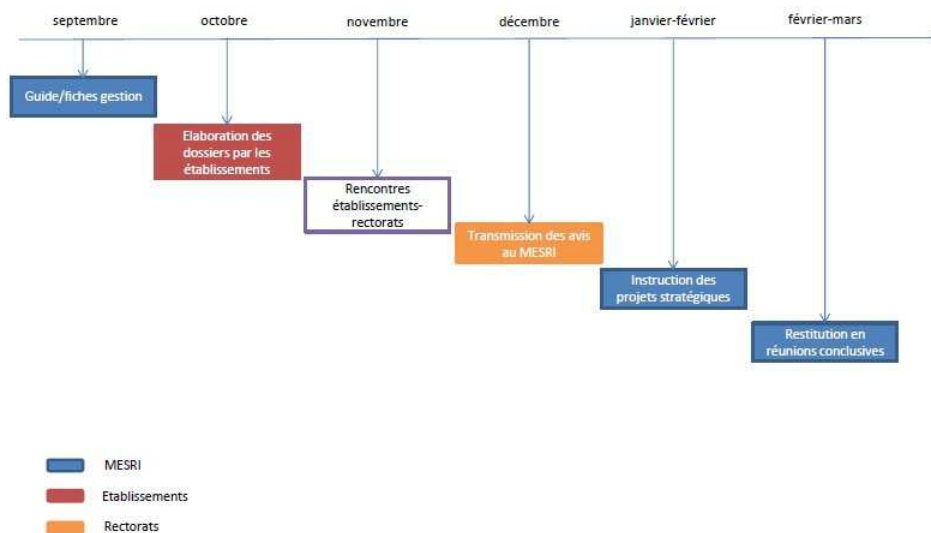 septembre
octobre
novembre
décembre
janvier-février
février-mars
Guide/fiches gestion
Elaboration des
dossiers par les
établissements
Rencontres
établissements-
rectorats
Transmission des avis
au MESRI
Instruction des
projets stratégiques
Restitution en
réunions conclusives
MESRI
Etablissements
Rectorats